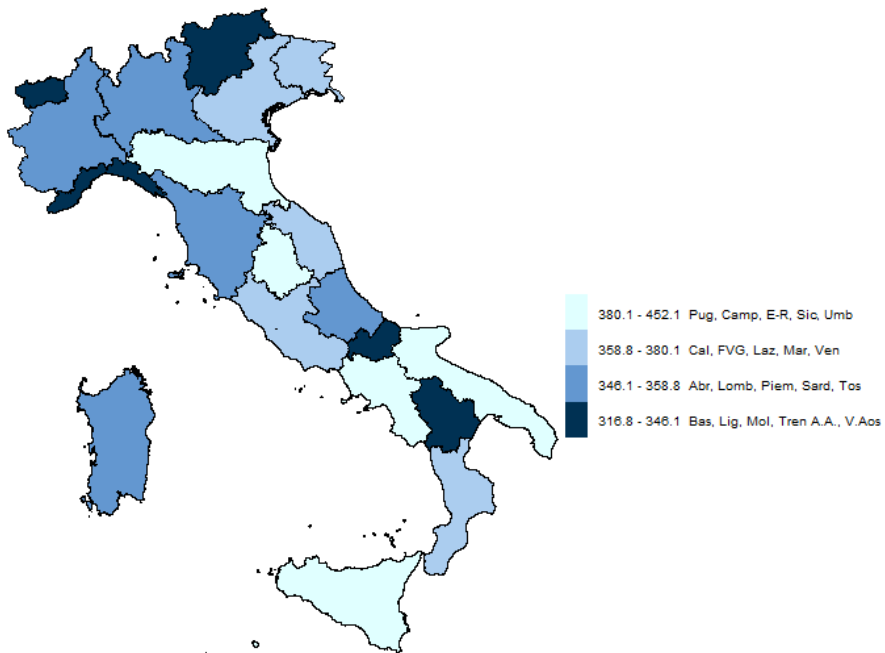 380.1 - 452.1 Pug, Camp, E-R, Sic, Umb
358.8 - 380.1 Cal, FVG, Laz, Mar, Ven
346.1 - 358.8 Abr, Lomb, Piem, Sard, Tos
316.8 - 346.1 Bas, Lig, Mol, Tren A.A., V.Aos